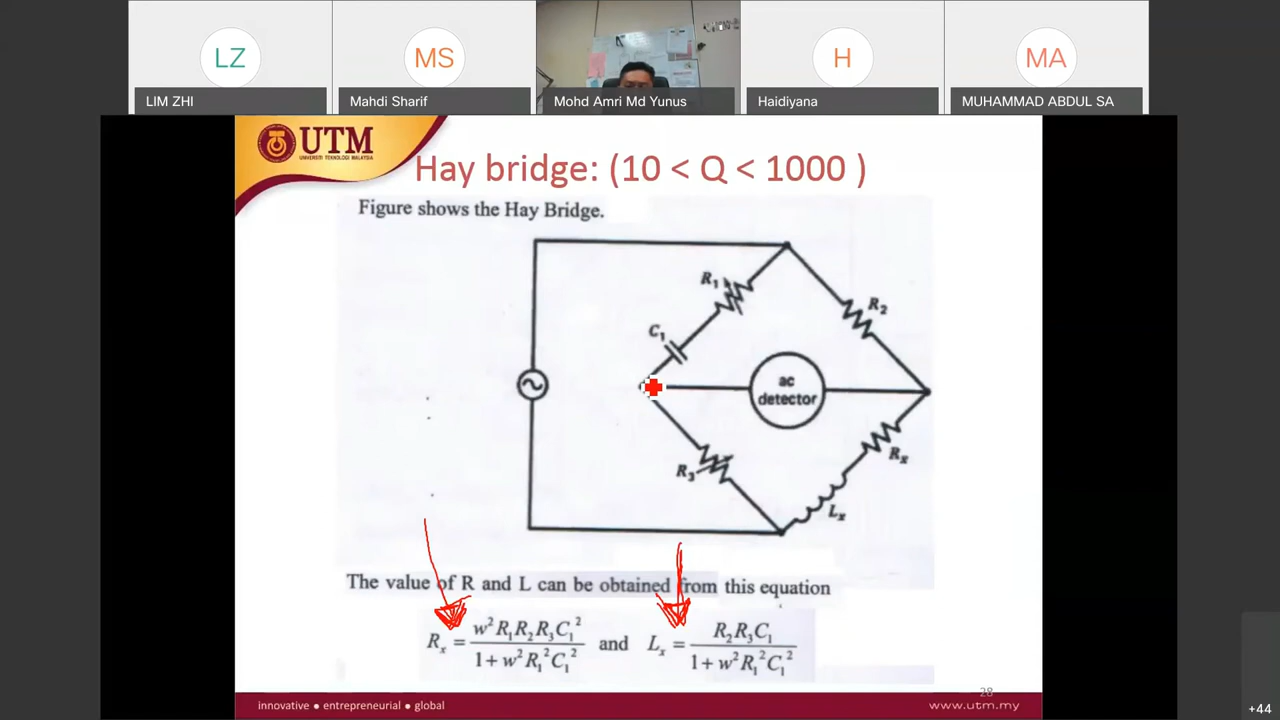 LZ
MS
H
MA
LIM ZHI
Mahdi Sharif
Mohd Amri Md Yunus
Haidiyana
MUHAMMAD ABDUL SA
UTM
UNIVERSITI TEKNOLOGI MALAYSIA
Hay bridge: (10 < Q < 1000 )
Figure shows the Hay Bridge.
R₁
R₂
C₁
ac
detector
Rₓ
R₃
Lₓ
The value of R and L can be obtained from this equation
Rₓ = w²R₁R₂R₃C₁² / 1 + w²R₁²C₁² and Lₓ = R₂R₃C₁ / 1 + w²R₁²C₁²
28
innovative ● entrepreneurial ● global
www.utm.my
+44